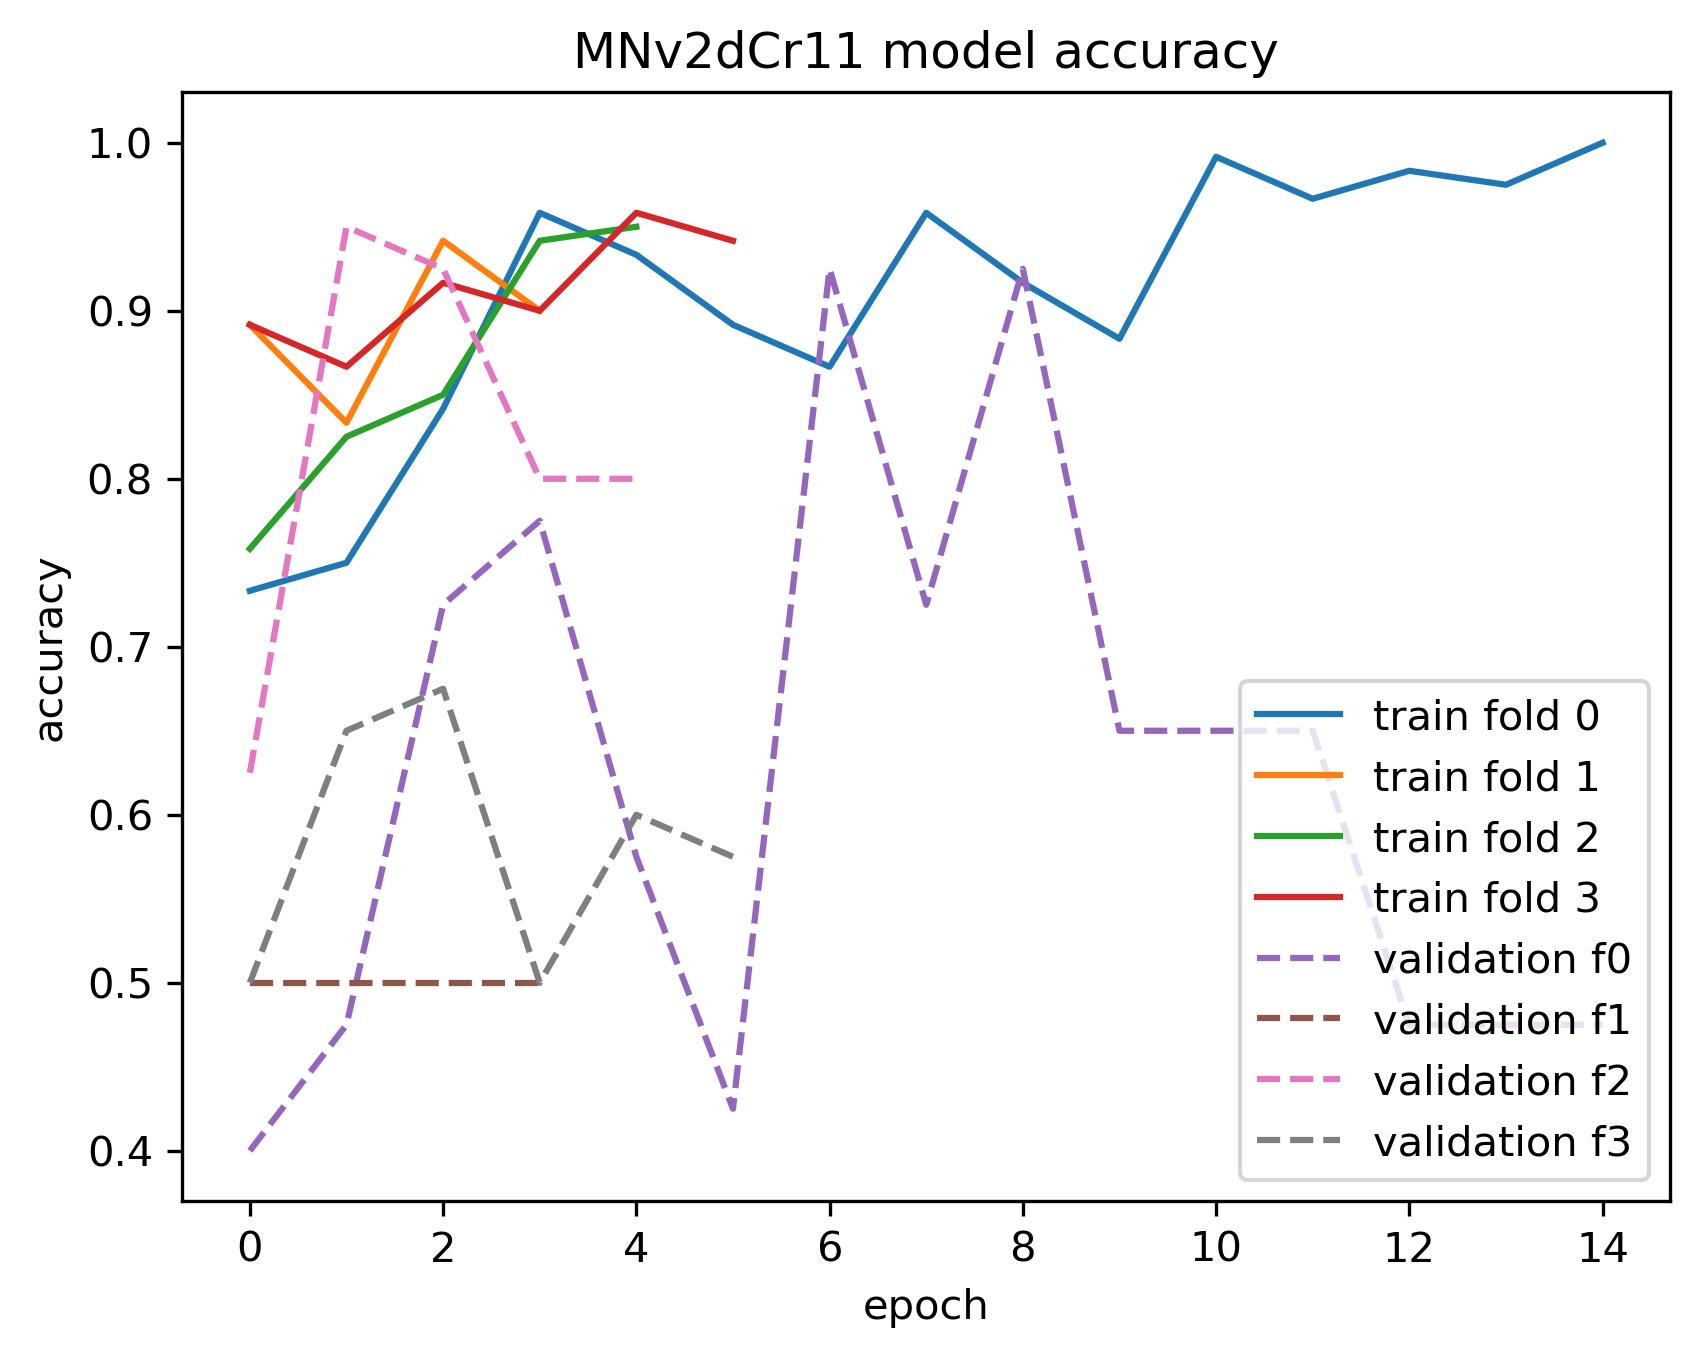 MNv2dCr11 model accuracy
1.0
0.9
0.8
0.7
0.6
0.5
0.4
accuracy
train fold 0
train fold 1
train fold 2
train fold 3
validation f0
validation f1
validation f2
validation f3
0 2 4 6 8 10 12 14
epoch